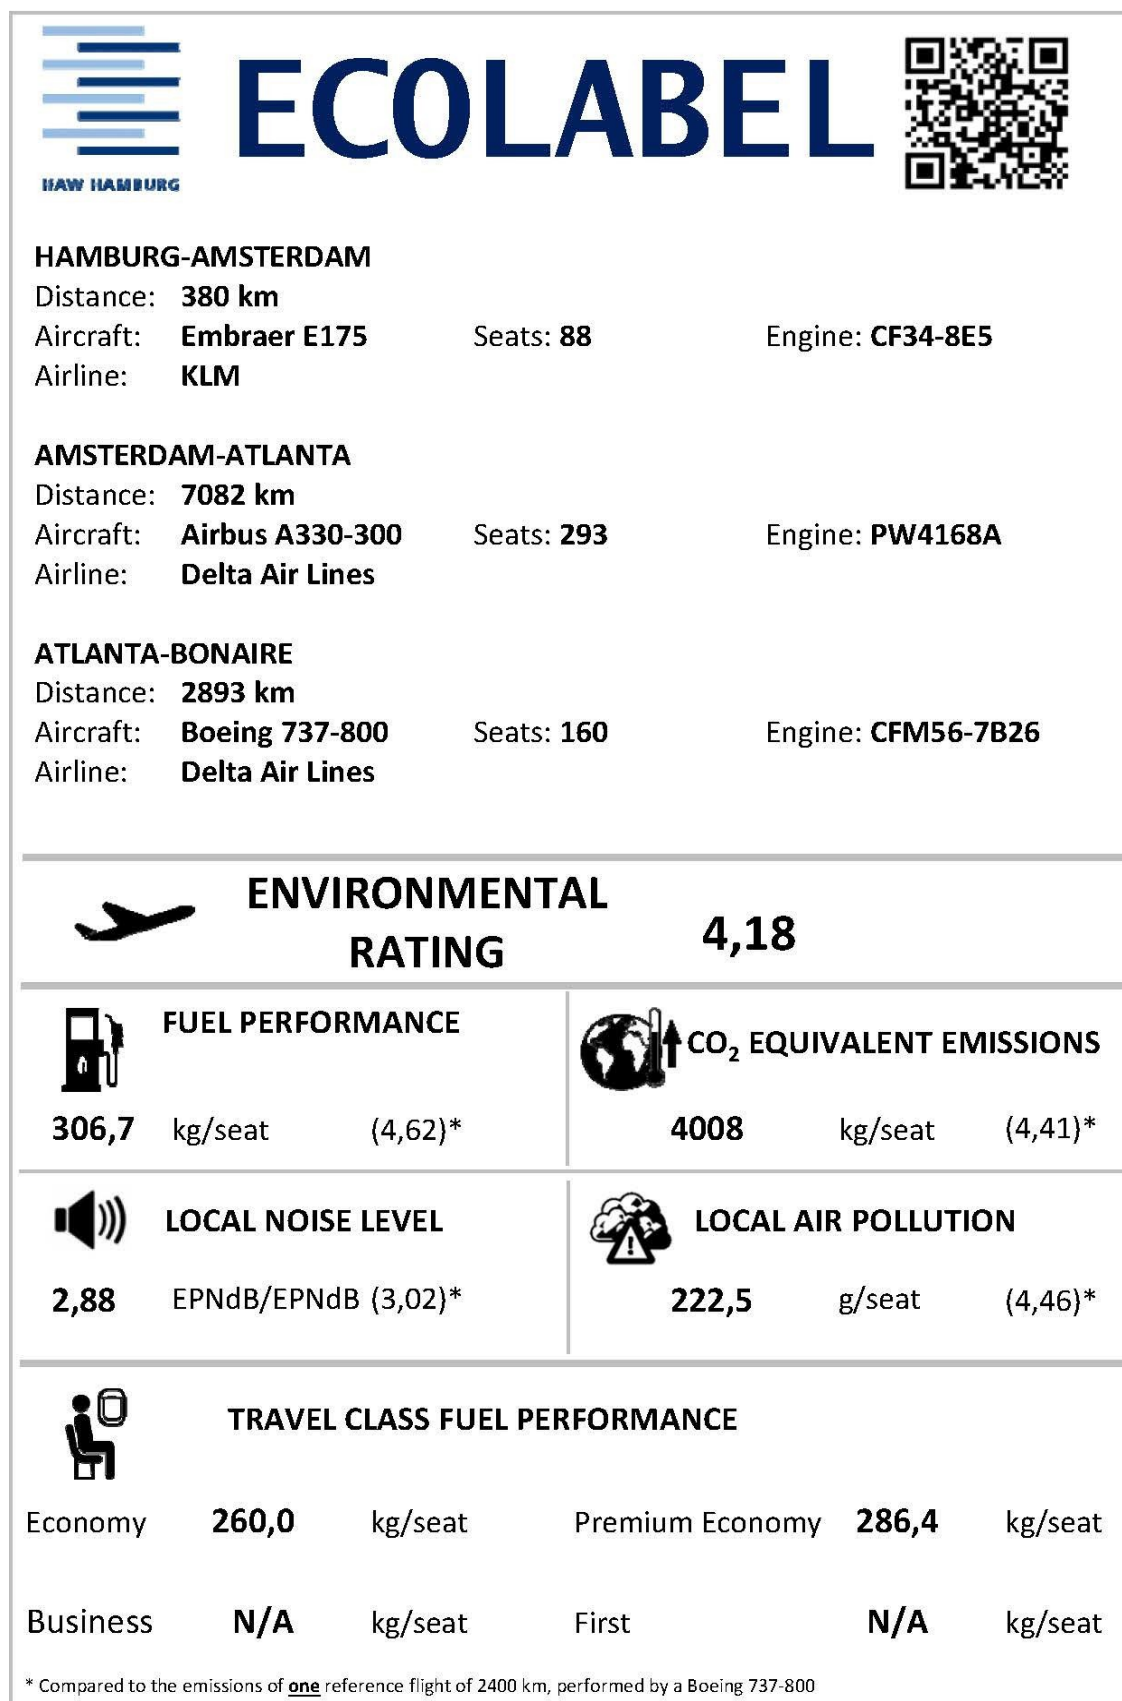 ECOLABEL
HAW HAMBURG
HAMBURG-AMSTERDAM
Distance: 380 km
Aircraft: Embraer E175 Seats: 88 Engine: CF34-8E5
Airline: KLM
AMSTERDAM-ATLANTA
Distance: 7082 km
Aircraft: Airbus A330-300 Seats: 293 Engine: PW4168A
Airline: Delta Air Lines
ATLANTA-BONAIRE
Distance: 2893 km
Aircraft: Boeing 737-800 Seats: 160 Engine: CFM56-7B26
Airline: Delta Air Lines
ENVIRONMENTAL
RATING
4,18
FUEL PERFORMANCE
306,7 kg/seat (4,62)*
CO₂ EQUIVALENT EMISSIONS
4008 kg/seat (4,41)*
LOCAL NOISE LEVEL
2,88 EPNdB/EPNdB (3,02)*
LOCAL AIR POLLUTION
222,5 g/seat (4,46)*
TRAVEL CLASS FUEL PERFORMANCE
Economy 260,0 kg/seat Premium Economy 286,4 kg/seat
Business N/A kg/seat First N/A kg/seat
* Compared to the emissions of one reference flight of 2400 km, performed by a Boeing 737-800